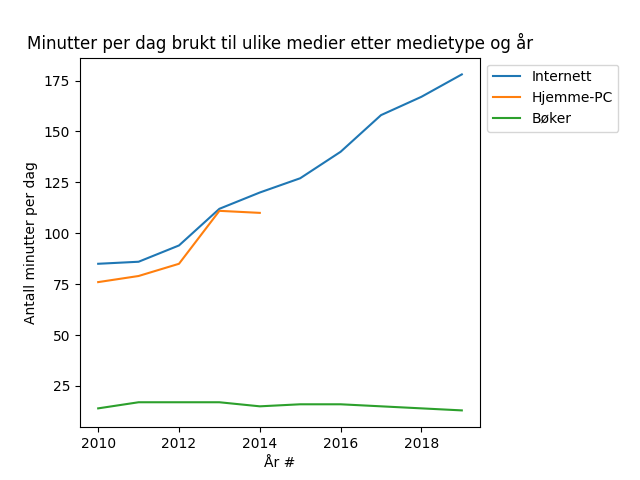 Minutter per dag brukt til ulike medier etter medietype og år
Internett
Hjemme-PC
Bøker
Antall minutter per dag
175
150
125
100
75
50
25
2010 2012 2014 2016 2018
År #